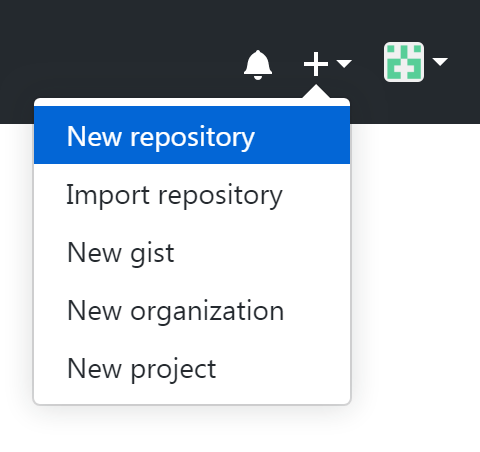 New repository
Import repository
New gist
New organization
New project